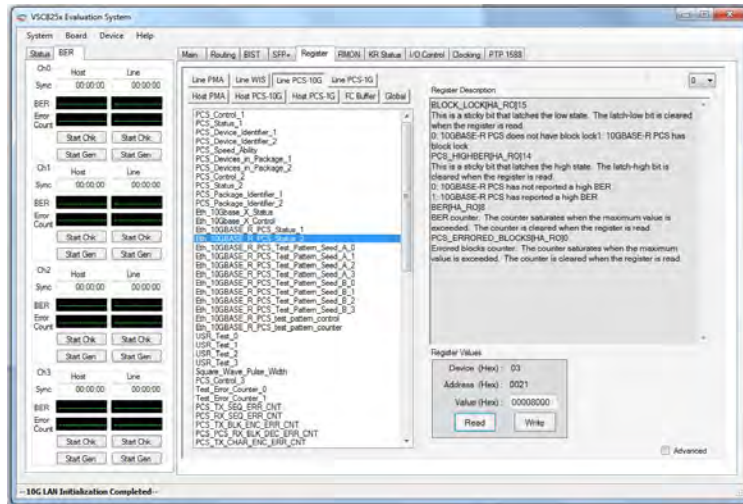 VSC825x Evaluation System
System Board Device Help
Status BER
Main Routing BIST SFP+ Register RMON KR Status I/O Control Clocking PTP 1588
Ch0 Host Line
Sync 00:00:00 00:00:00
BER
Error
Count
Start Chk Start Chk
Start Gen Start Gen
Ch1 Host Line
Sync 00:00:00 00:00:00
BER
Error
Count
Start Chk Start Chk
Start Gen Start Gen
Ch2 Host Line
Sync 00:00:00 00:00:00
BER
Error
Count
Start Chk Start Chk
Start Gen Start Gen
Ch3 Host Line
Sync 00:00:00 00:00:00
BER
Error
Count
Start Chk Start Chk
Start Gen Start Gen
Line PMA Line WIS Line PCS-10G Line PCS-1G
Host PMA Host PCS-10G Host PCS-1G FC Buffer Global
PCS_Control_1
PCS_Status_1
PCS_Device_Identifier_1
PCS_Device_Identifier_2
PCS_Speed_Ability
PCS_Devices_in_Package_1
PCS_Devices_in_Package_2
PCS_Control_2
PCS_Status_2
PCS_Package_Identifier_1
PCS_Package_Identifier_2
Eth_10Gbase_X_Status
Eth_10Gbase_X_Control
Eth_10GBASE_R_PCS_Status_1
Eth_10GBASE_R_PCS_Status_2
Eth_10GBASE_R_PCS_Test_Pattern_Seed_A_0
Eth_10GBASE_R_PCS_Test_Pattern_Seed_A_1
Eth_10GBASE_R_PCS_Test_Pattern_Seed_A_2
Eth_10GBASE_R_PCS_Test_Pattern_Seed_A_3
Eth_10GBASE_R_PCS_Test_Pattern_Seed_B_0
Eth_10GBASE_R_PCS_Test_Pattern_Seed_B_1
Eth_10GBASE_R_PCS_Test_Pattern_Seed_B_2
Eth_10GBASE_R_PCS_Test_Pattern_Seed_B_3
Eth_10GBASE_R_PCS_test_pattern_control
Eth_10GBASE_R_PCS_test_pattern_counter
USR_Test_0
USR_Test_1
USR_Test_2
USR_Test_3
Square_Wave_Pulse_Width
PCS_Control_3
Test_Error_Counter_0
Test_Error_Counter_1
PCS_TX_SEQ_ERR_CNT
PCS_RX_SEQ_ERR_CNT
PCS_TX_BLK_ENC_ERR_CNT
PCS_PCS_RX_BLK_DEC_ERR_CNT
PCS_TX_CHAR_ENC_ERR_CNT
0
Register Description
BLOCK_LOCK[HA_RO]15
This is a sticky bit that latches the low state. The latch-low bit is cleared
when the register is read.
0: 10GBASE-R PCS does not have block lock1: 10GBASE-R PCS has
block lock
PCS_HIGHBER[HA_RO]14
This is a sticky bit that latches the high state. The latch-high bit is
cleared when the register is read.
0: 10GBASE-R PCS has not reported a high BER
1: 10GBASE-R PCS has reported a high BER
BER[HA_RO]8
BER counter. The counter saturates when the maximum value is
exceeded. The counter is cleared when the register is read.
PCS_ERRORED_BLOCKS[HA_RO]0
Errored blocks counter. The counter saturates when the maximum
value is exceeded. The counter is cleared when the register is read.
Register Values
Device (Hex) : 03
Address (Hex) : 0021
Value (Hex) : 00008000
Read Write
Advanced
--10G LAN Initialization Completed--